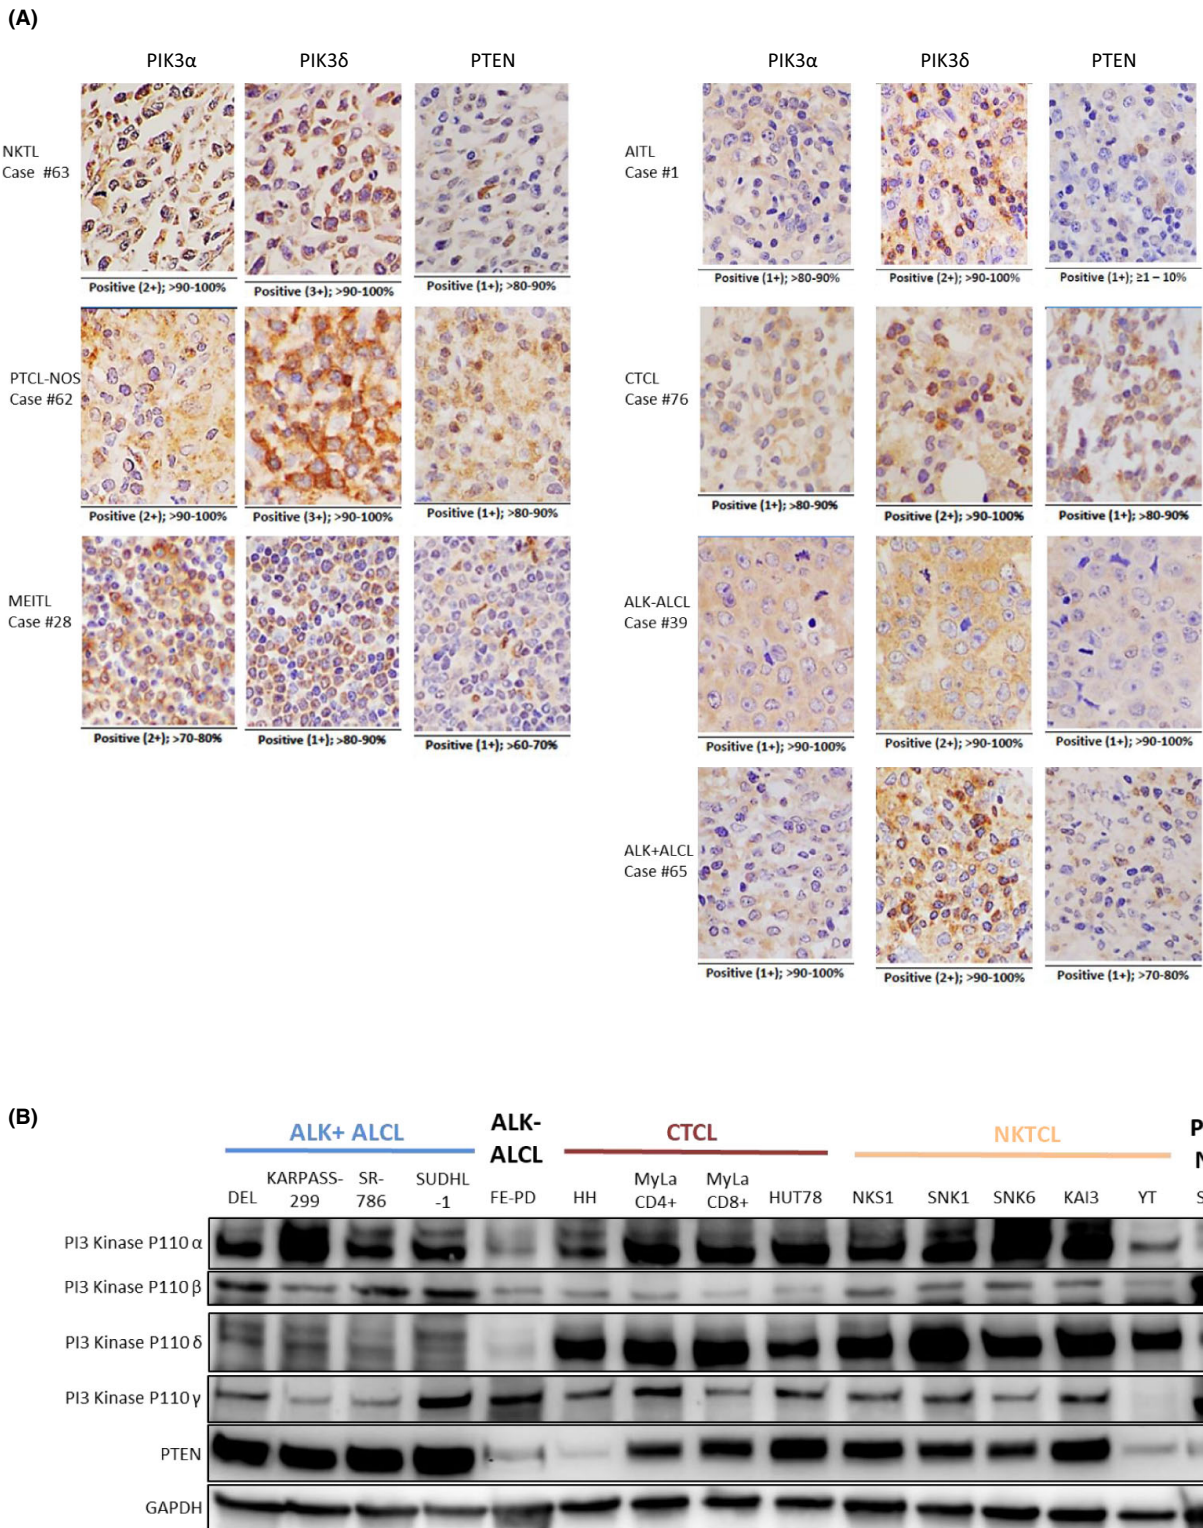 (A)
PIK3α PIK3δ PTEN
NKTL
Case #63
Positive (2+); >90-100% Positive (3+); >90-100% Positive (1+); >80-90%
PTCL-NOS
Case #62
Positive (2+); >90-100% Positive (3+); >90-100% Positive (1+); >80-90%
MEITL
Case #28
Positive (2+); >70-80% Positive (1+); >80-90% Positive (1+); >60-70%
PIK3α PIK3δ PTEN
AITL
Case #1
Positive (1+); >80-90% Positive (2+); >90-100% Positive (1+); ≥1 – 10%
CTCL
Case #76
Positive (1+); >80-90% Positive (2+); >90-100% Positive (1+); >80-90%
ALK-ALCL
Case #39
Positive (1+); >90-100% Positive (2+); >90-100% Positive (1+); >90-100%
ALK+ALCL
Case #65
Positive (1+); >90-100% Positive (2+); >90-100% Positive (1+); >70-80%
(B)
ALK+ ALCL ALK-ALCL CTCL NKTCL
DEL KARPASS-299 SR-786 SUDHL-1 FE-PD HH MyLa CD4+ MyLa CD8+ HUT78 NKS1 SNK1 SNK6 KAI3 YT
PI3 Kinase P110 α
PI3 Kinase P110 β
PI3 Kinase P110 δ
PI3 Kinase P110 γ
PTEN
GAPDH